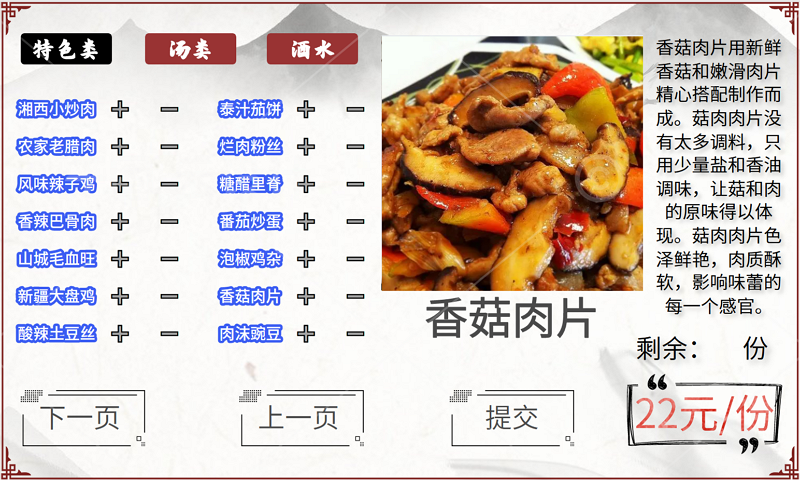 特色类 汤类 酒水
湘西小炒肉 + — 泰汁茄饼 + —
农家老腊肉 + — 烂肉粉丝 + —
风味辣子鸡 + — 糖醋里脊 + —
香辣巴骨肉 + — 番茄炒蛋 + —
山城毛血旺 + — 泡椒鸡杂 + —
新疆大盘鸡 + — 香菇肉片 + —
酸辣土豆丝 + — 肉沫豌豆 + —
香菇肉片
香菇肉片用新鲜
香菇和嫩滑肉片
精心搭配制作而
成。菇肉肉片没
有太多调料，只
用少量盐和香油
调味，让菇和肉
的原味得以体
现。菇肉肉片色
泽鲜艳，肉质酥
软，影响味蕾的
每一个感官。
剩余： 份
22元/份
下一页 上一页 提交